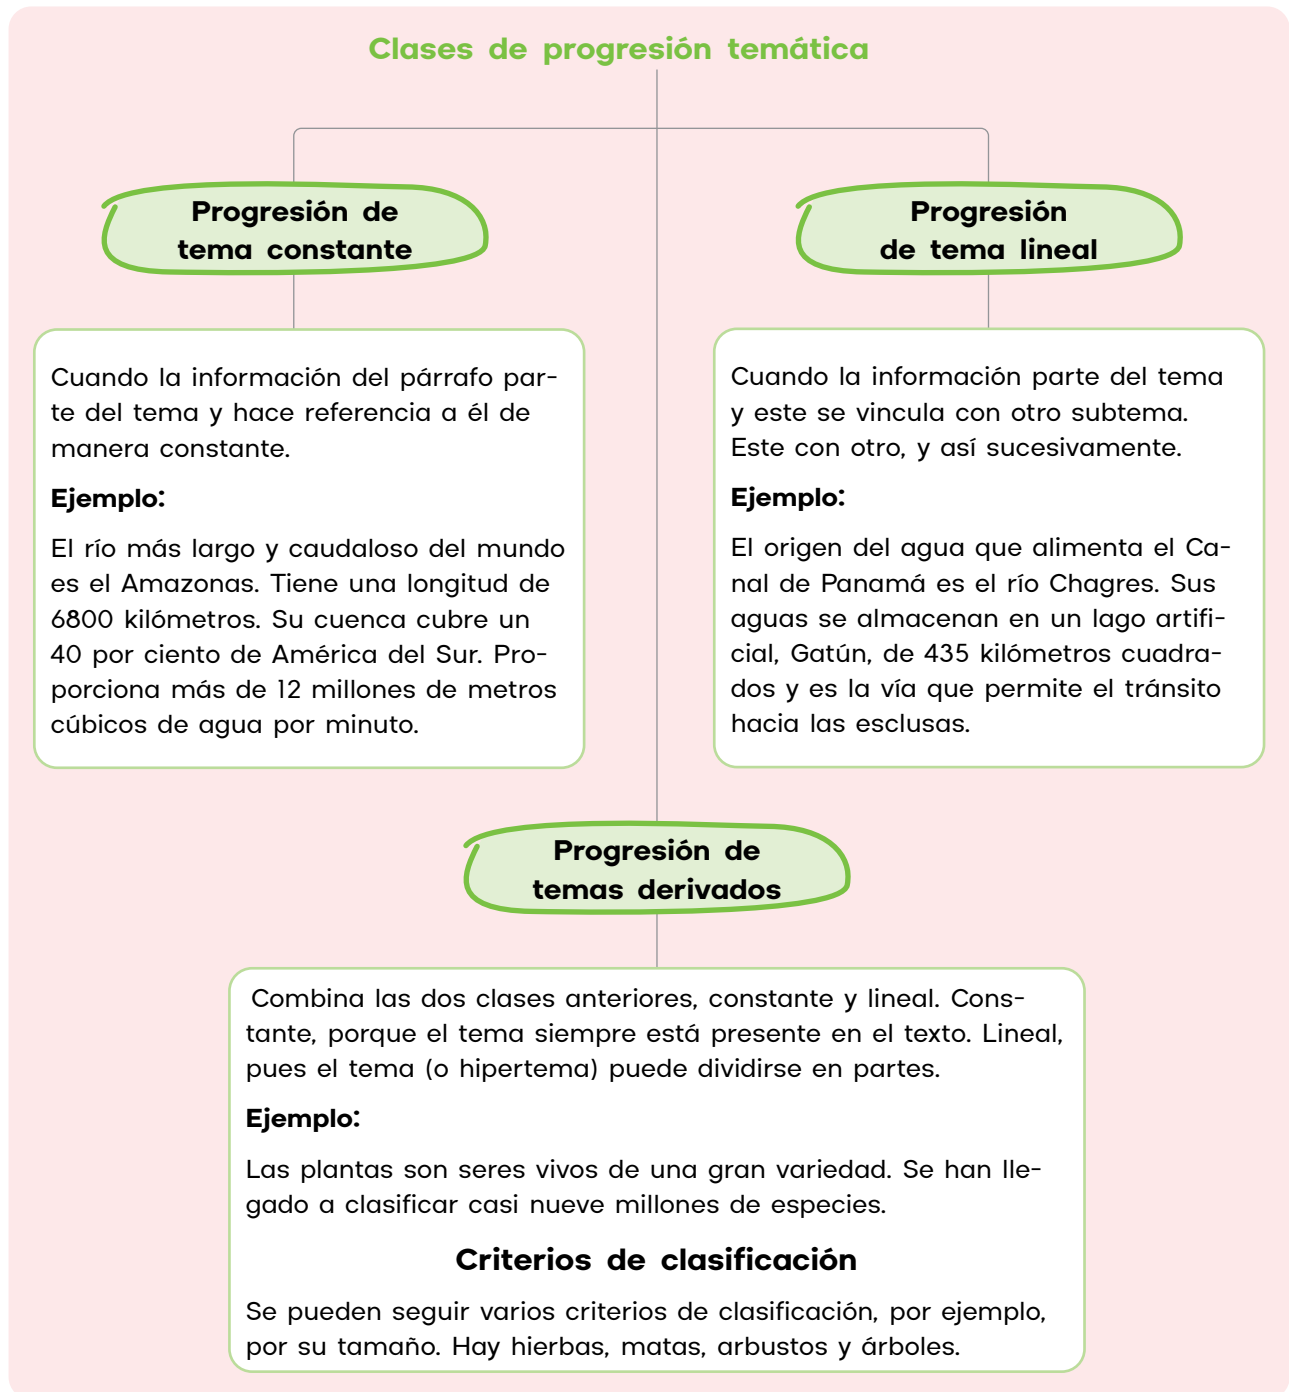 Clases de progresión temática
Progresión de
tema constante
Cuando la información del párrafo par-
te del tema y hace referencia a él de
manera constante.
Ejemplo:
El río más largo y caudaloso del mundo
es el Amazonas. Tiene una longitud de
6800 kilómetros. Su cuenca cubre un
40 por ciento de América del Sur. Pro-
porciona más de 12 millones de metros
cúbicos de agua por minuto.
Progresión
de tema lineal
Cuando la información parte del tema
y este se vincula con otro subtema.
Este con otro, y así sucesivamente.
Ejemplo:
El origen del agua que alimenta el Ca-
nal de Panamá es el río Chagres. Sus
aguas se almacenan en un lago artifi-
cial, Gatún, de 435 kilómetros cuadra-
dos y es la vía que permite el tránsito
hacia las esclusas.
Progresión de
temas derivados
Combina las dos clases anteriores, constante y lineal. Cons-
tante, porque el tema siempre está presente en el texto. Lineal,
pues el tema (o hipertema) puede dividirse en partes.
Ejemplo:
Las plantas son seres vivos de una gran variedad. Se han lle-
gado a clasificar casi nueve millones de especies.
Criterios de clasificación
Se pueden seguir varios criterios de clasificación, por ejemplo,
por su tamaño. Hay hierbas, matas, arbustos y árboles.